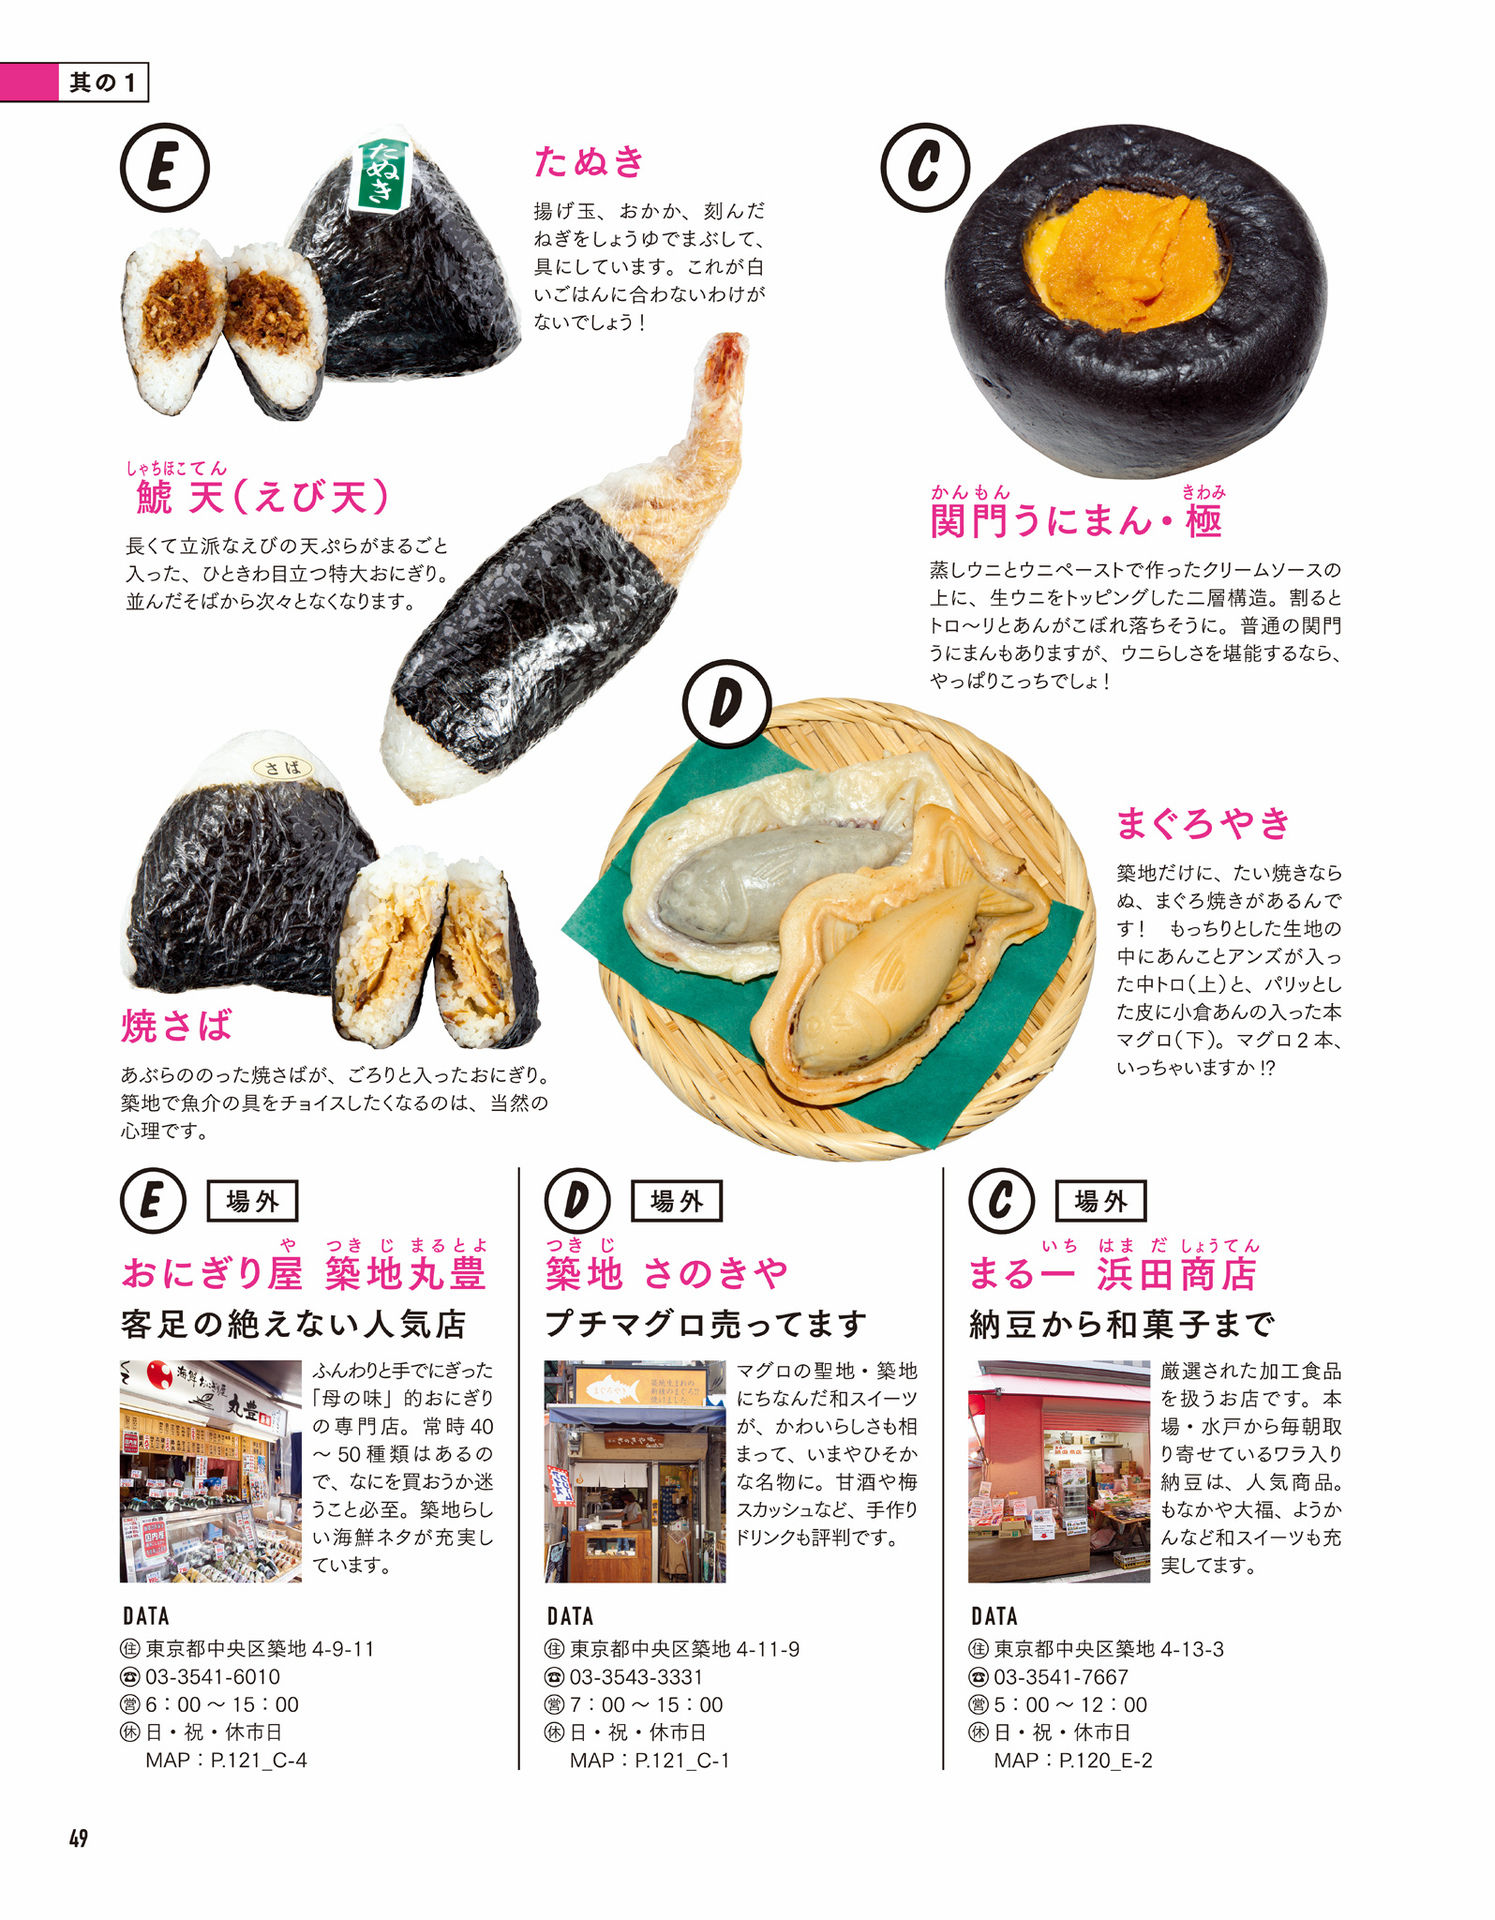 其の1
E
たぬき
たぬき
揚げ玉、おかか、刻んだ
ねぎをしょうゆでまぶして、
具にしています。これが白
いごはんに合わないわけが
ないでしょう!
しゃちほこてん
鯱天(えび天)
長くて立派なえびの天ぷらがまるごと
入った、ひときわ目立つ特大おにぎり。
並んだそばから次々となくなります。
C
かんもん きわみ
関門うにまん・極
蒸しウニとウニペーストで作ったクリームソースの
上に、生ウニをトッピングした二層構造。割ると
トロ〜リとあんがこぼれ落ちそうに。普通の関門
うにまんもありますが、ウニらしさを堪能するなら、
やっぱりこっちでしょ!
さば
焼さば
あぶらののった焼さばが、ごろりと入ったおにぎり。
築地で魚介の具をチョイスしたくなるのは、当然の
心理です。
D
まぐろやき
築地だけに、たい焼きなら
ぬ、まぐろ焼きがあるんで
す! もっちりとした生地の
中にあんことアンズが入っ
た中トロ(上)と、パリッとし
た皮に小倉あんの入った本
マグロ(下)。マグロ2本、
いっちゃいますか!?
E 場外
や つきじ まるとよ
おにぎり屋 築地丸豊
客足の絶えない人気店
海鮮おにぎり屋
丸豊
ふんわりと手でにぎった
「母の味」的おにぎり
の専門店。常時40
〜50種類はあるの
で、なにを買おうか迷
うこと必至。築地らし
い海鮮ネタが充実し
ています。
DATA
住 東京都中央区築地 4-9-11
☎ 03-3541-6010
営 6:00〜15:00
休 日・祝・休市日
MAP:P.121_C-4
D 場外
つきじ
築地 さのきや
プチマグロ売ってます
まぐろやき
マグロの聖地・築地
にちなんだ和スイーツ
が、かわいらしさも相
まって、いまやひそか
な名物に。甘酒や梅
スカッシュなど、手作り
ドリンクも評判です。
DATA
住 東京都中央区築地 4-11-9
☎ 03-3543-3331
営 7:00〜15:00
休 日・祝・休市日
MAP:P.121_C-1
C 場外
いち はまだしょうてん
まる一 浜田商店
納豆から和菓子まで
厳選された加工食品
を扱うお店です。本
場・水戸から毎朝取
り寄せているワラ入り
納豆は、人気商品。
もなかや大福、ようか
んなど和スイーツも充
実してます。
DATA
住 東京都中央区築地 4-13-3
☎ 03-3541-7667
営 5:00〜12:00
休 日・祝・休市日
MAP:P.120_E-2
49